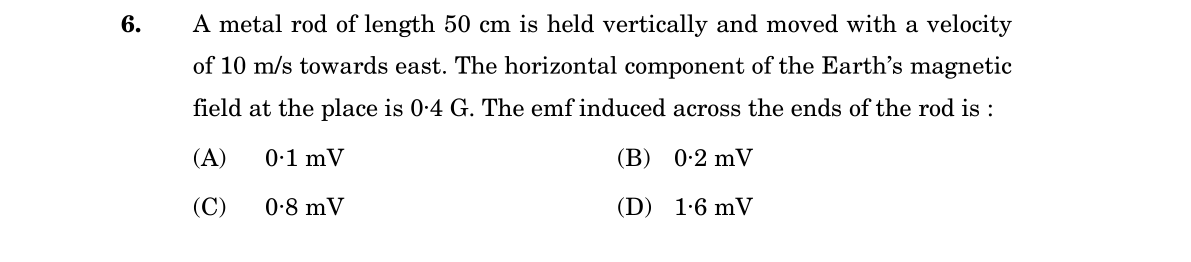 6. A metal rod of length 50 cm is held vertically and moved with a velocity
of 10 m/s towards east. The horizontal component of the Earth’s magnetic
field at the place is 0·4 G. The emf induced across the ends of the rod is :
(A) 0·1 mV (B) 0·2 mV
(C) 0·8 mV (D) 1·6 mV